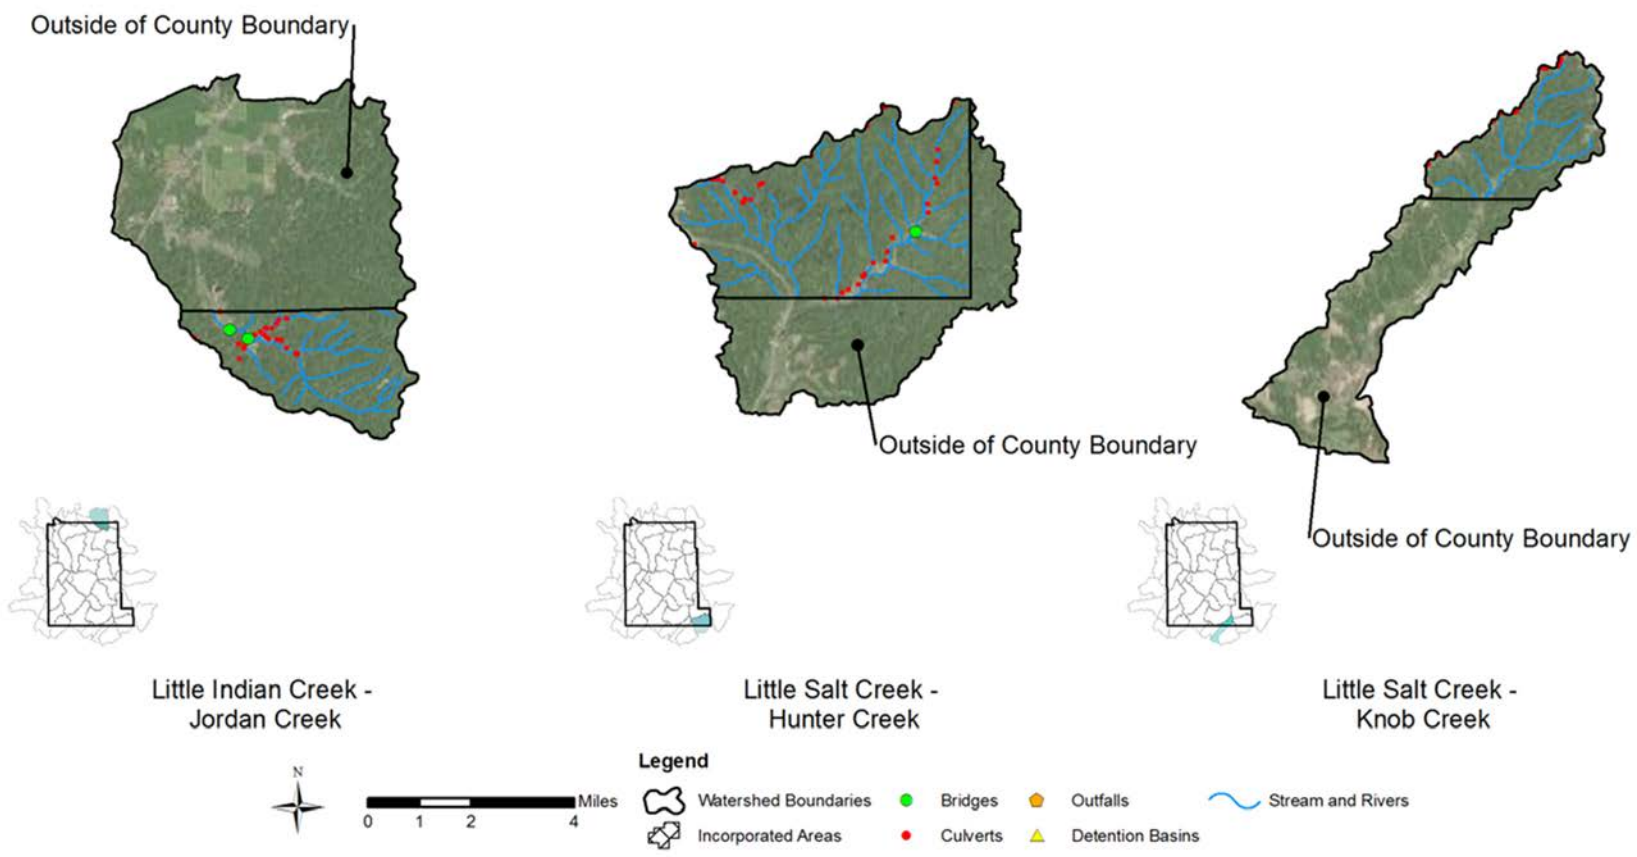 Outside of County Boundary
Outside of County Boundary
Outside of County Boundary
Little Indian Creek -
Jordan Creek
Little Salt Creek -
Hunter Creek
Little Salt Creek -
Knob Creek
N
Miles
0 1 2 4
Legend
Watershed Boundaries
Bridges
Outfalls
Stream and Rivers
Incorporated Areas
Culverts
Detention Basins